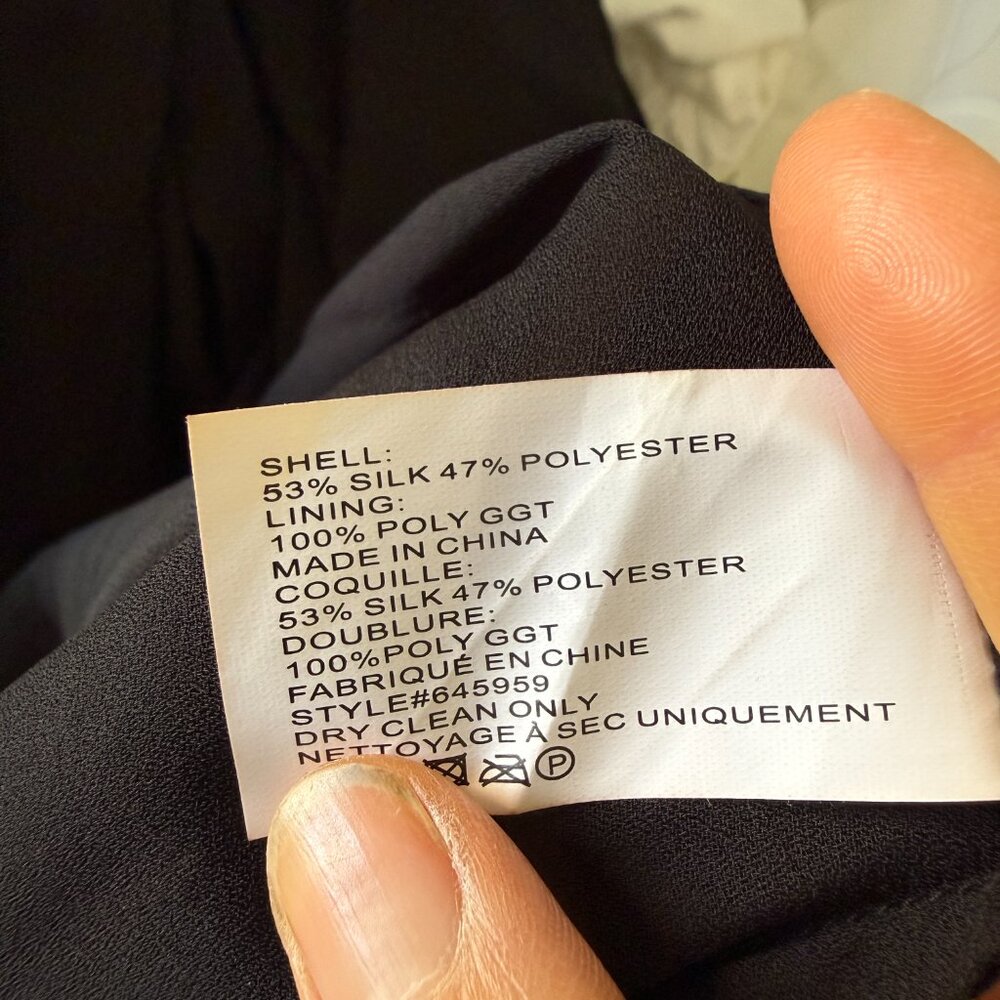 SHELL:
53% SILK 47% POLYESTER
LINING:
100% POLY GGT
MADE IN CHINA
COQUILLE:
53% SILK 47% POLYESTER
DOUBLURE:
100%POLY GGT
FABRIQUÉ EN CHINE
STYLE#645959
DRY CLEAN ONLY
NETTOYAGE À SEC UNIQUEMENT
P